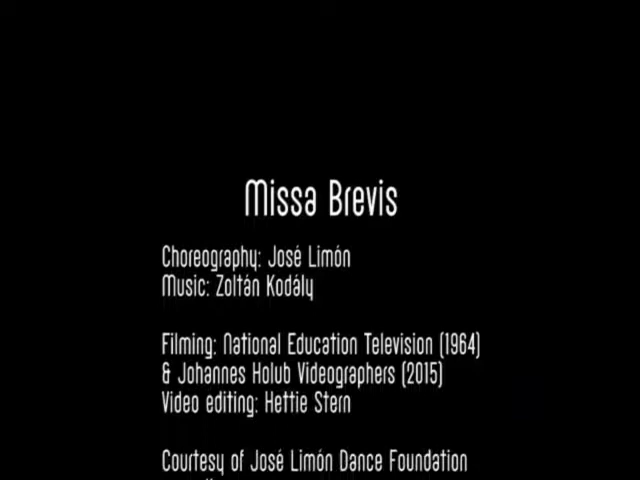 Missa Brevis
Choreography: José Limón
Music: Zoltán Kodály
Filming: National Education Television (1964)
& Johannes Holub Videographers (2015)
Video editing: Hettie Stern
Courtesy of José Limón Dance Foundation